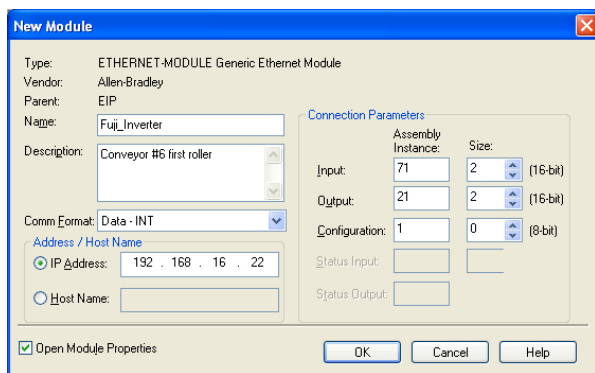 New Module
Type: ETHERNET-MODULE Generic Ethernet Module
Vendor: Allen-Bradley
Parent: EIP
Name: Fuji_Inverter
Description: Conveyor #6 first roller
Comm Format: Data - INT
Address / Host Name
IP Address: 192 . 168 . 16 . 22
Host Name:
Connection Parameters
Assembly Instance: Size:
Input: 71 2 (16-bit)
Output: 21 2 (16-bit)
Configuration: 1 0 (8-bit)
Status Input:
Status Output:
Open Module Properties
OK Cancel Help